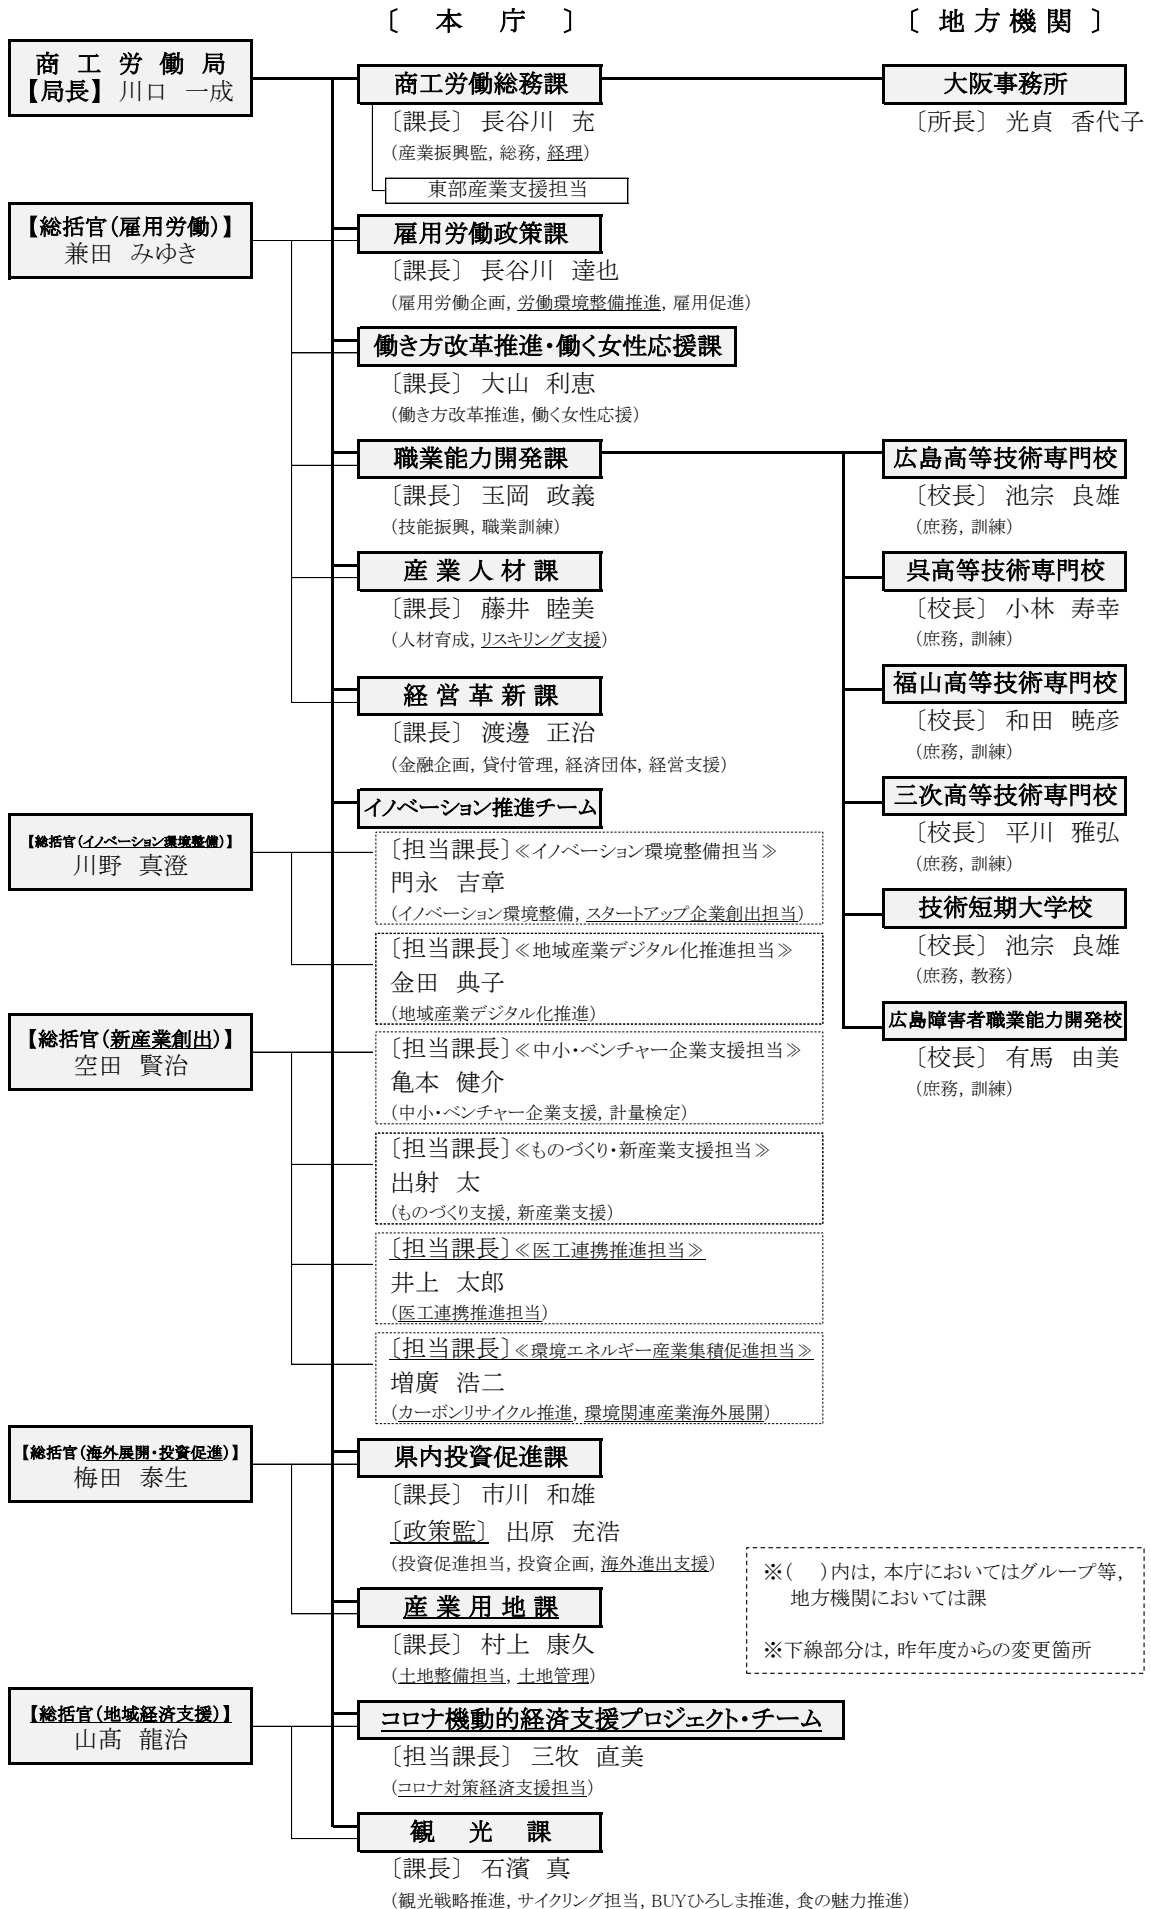 〔 本 庁 〕
〔 地方機関 〕
商 工 労 働 局
【局長】 川口 一成
商工労働総務課
〔課長〕 長谷川 充
(産業振興監, 総務, 経理)
東部産業支援担当
大阪事務所
〔所長〕 光貞 香代子
【総括官(雇用労働)】
兼田 みゆき
雇用労働政策課
〔課長〕 長谷川 達也
(雇用労働企画, 労働環境整備推進, 雇用促進)
働き方改革推進・働く女性応援課
〔課長〕 大山 利恵
(働き方改革推進, 働く女性応援)
職業能力開発課
〔課長〕 玉岡 政義
(技能振興, 職業訓練)
広島高等技術専門校
〔校長〕 池宗 良雄
(庶務, 訓練)
産 業 人 材 課
〔課長〕 藤井 睦美
(人材育成, リスキリング支援)
呉高等技術専門校
〔校長〕 小林 寿幸
(庶務, 訓練)
経 営 革 新 課
〔課長〕 渡邊 正治
(金融企画, 貸付管理, 経済団体, 経営支援)
福山高等技術専門校
〔校長〕 和田 暁彦
(庶務, 訓練)
イノベーション推進チーム
三次高等技術専門校
〔校長〕 平川 雅弘
(庶務, 訓練)
【総括官(イノベーション環境整備)】
川野 真澄
〔担当課長〕≪イノベーション環境整備担当≫
門永 吉章
(イノベーション環境整備, スタートアップ企業創出担当)
技術短期大学校
〔校長〕 池宗 良雄
(庶務, 教務)
〔担当課長〕≪地域産業デジタル化推進担当≫
金田 典子
(地域産業デジタル化推進)
広島障害者職業能力開発校
〔校長〕 有馬 由美
(庶務, 訓練)
【総括官(新産業創出)】
空田 賢治
〔担当課長〕≪中小・ベンチャー企業支援担当≫
亀本 健介
(中小・ベンチャー企業支援, 計量検定)
〔担当課長〕≪ものづくり・新産業支援担当≫
出射 太
(ものづくり支援, 新産業支援)
〔担当課長〕≪医工連携推進担当≫
井上 太郎
(医工連携推進担当)
〔担当課長〕≪環境エネルギー産業集積促進担当≫
増廣 浩二
(カーボンリサイクル推進, 環境関連産業海外展開)
【総括官(海外展開・投資促進)】
梅田 泰生
県内投資促進課
〔課長〕 市川 和雄
〔政策監〕 出原 充浩
(投資促進担当, 投資企画, 海外進出支援)
産 業 用 地 課
〔課長〕 村上 康久
(土地整備担当, 土地管理)
※( )内は, 本庁においてはグループ等,
地方機関においては課
※下線部分は, 昨年度からの変更箇所
【総括官(地域経済支援)】
山髙 龍治
コロナ機動的経済支援プロジェクト・チーム
〔担当課長〕 三牧 直美
(コロナ対策経済支援担当)
観 光 課
〔課長〕 石濱 真
(観光戦略推進, サイクリング担当, BUYひろしま推進, 食の魅力推進)